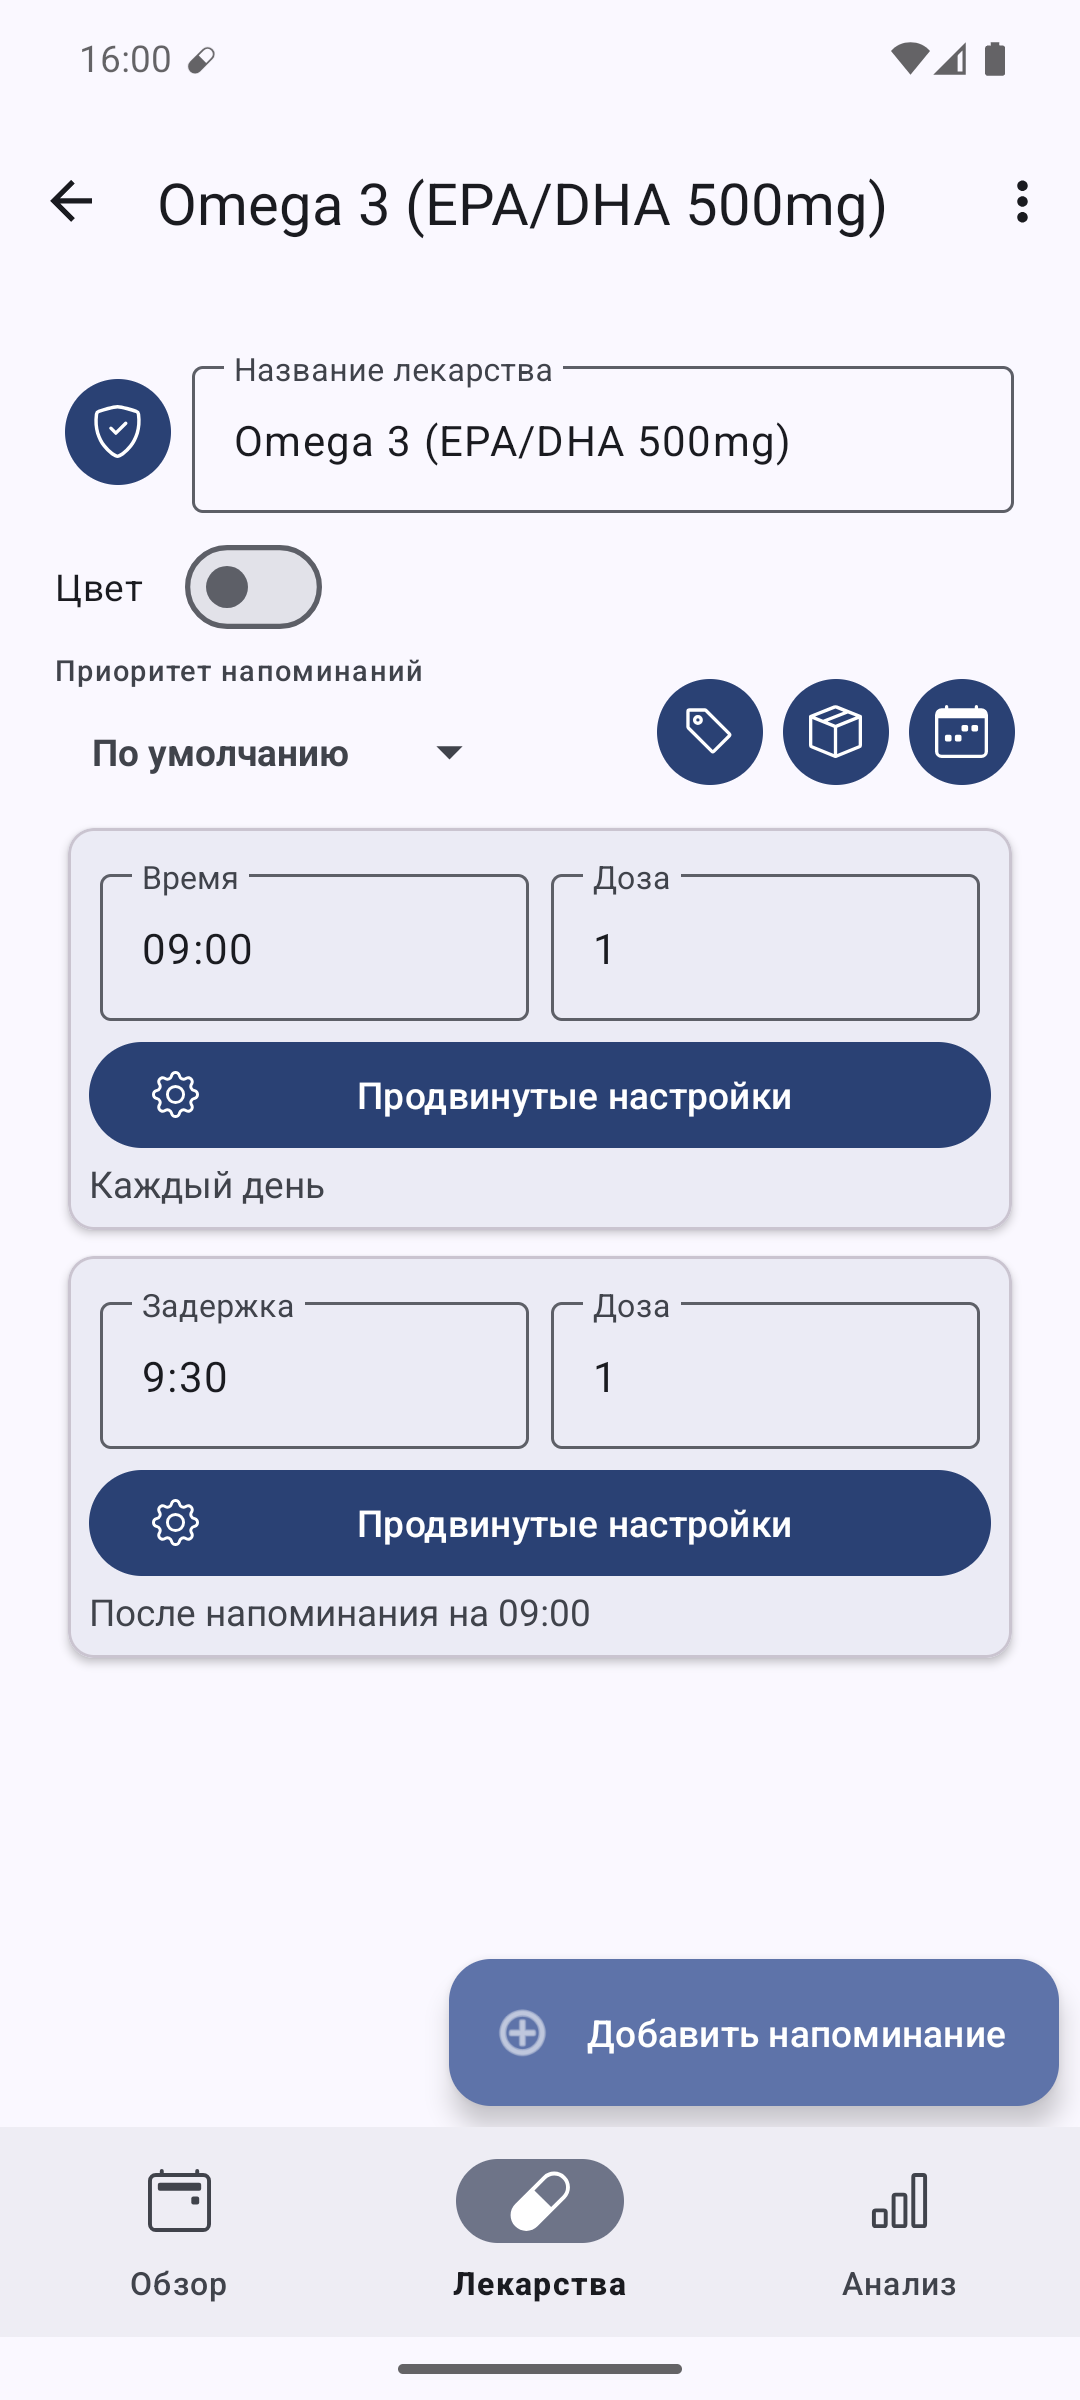 16:00
Omega 3 (EPA/DHA 500mg)
Название лекарства
Omega 3 (EPA/DHA 500mg)
Цвет
Приоритет напоминаний
По умолчанию
Время
Доза
09:00
1
Продвинутые настройки
Каждый день
Задержка
Доза
9:30
1
Продвинутые настройки
После напоминания на 09:00
Добавить напоминание
Обзор
Лекарства
Анализ